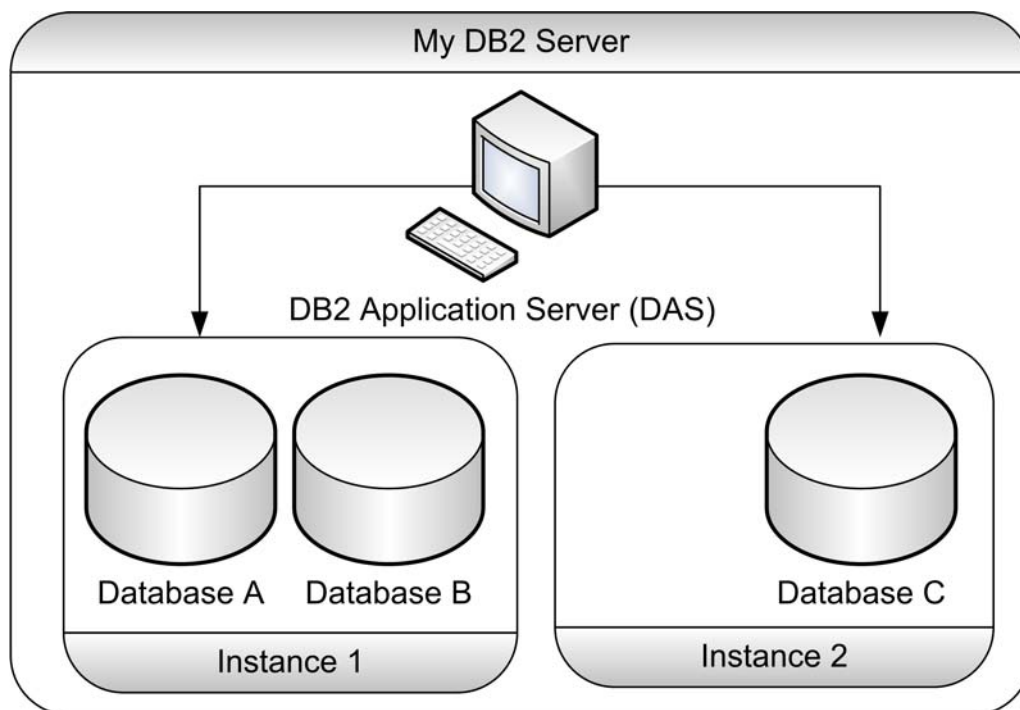 My DB2 Server
DB2 Application Server (DAS)
Database A
Database B
Database C
Instance 1
Instance 2